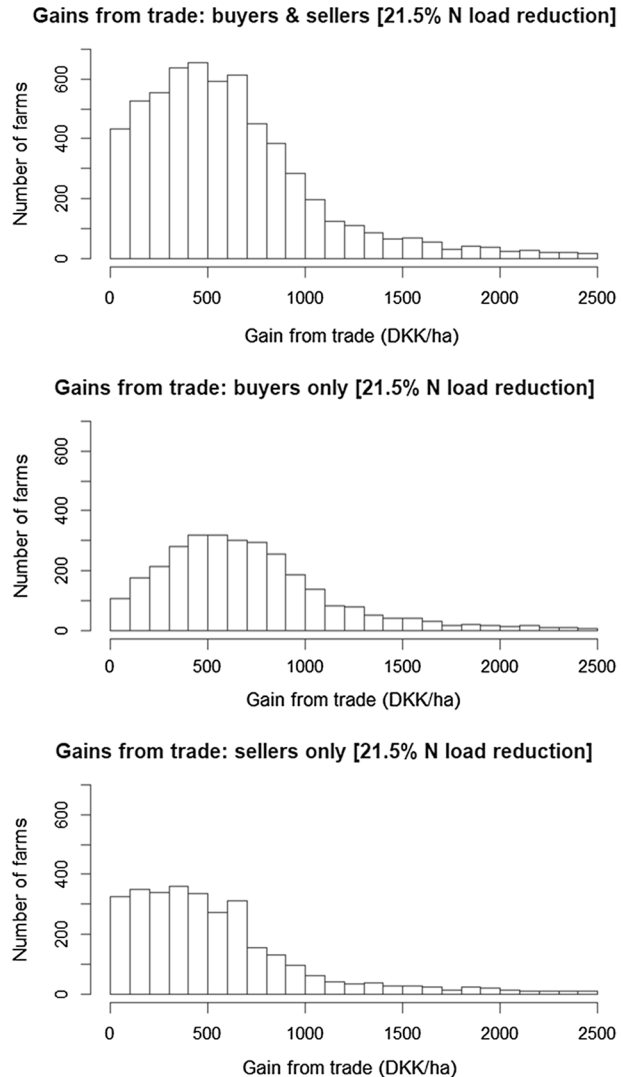 Gains from trade: buyers & sellers [21.5% N load reduction]
Number of farms
600
400
200
0
0 500 1000 1500 2000 2500
Gain from trade (DKK/ha)
Gains from trade: buyers only [21.5% N load reduction]
Number of farms
600
400
200
0
0 500 1000 1500 2000 2500
Gain from trade (DKK/ha)
Gains from trade: sellers only [21.5% N load reduction]
Number of farms
600
400
200
0
0 500 1000 1500 2000 2500
Gain from trade (DKK/ha)